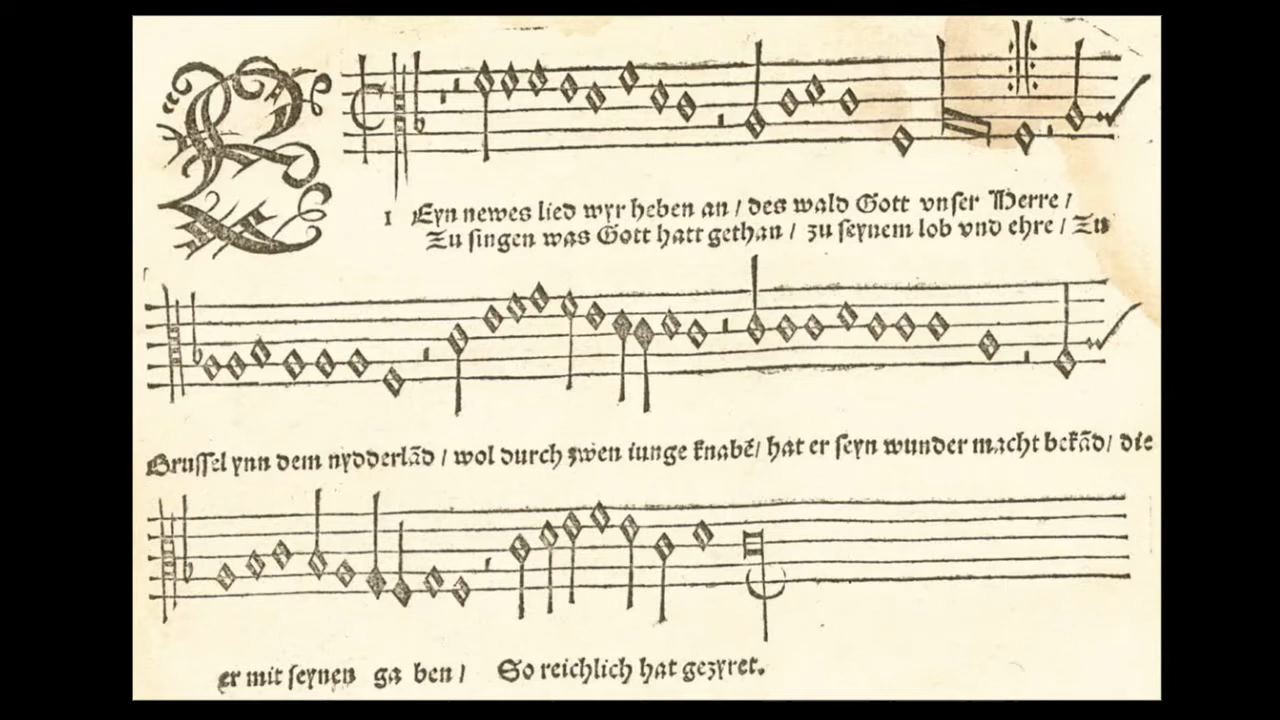 1 Eyn newes lied wyr heben an / des wald Gott vnser Herre /
Zu singen was Gott hatt gethan / zu seynem lob vnd ehre / Zu
Brussel ynn dem nydderlād / wol durch zwen iunge knabē / hat er seyn wunder macht bekād / die
er mit seynen ga ben / So reichlich hat gezyret.